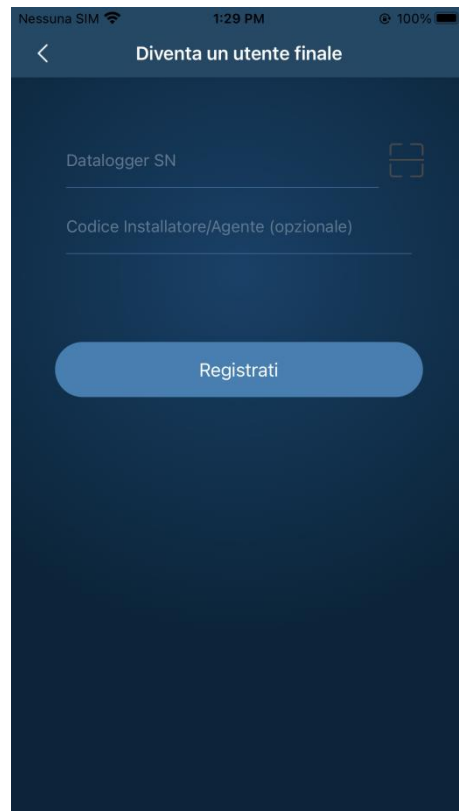 Nessuna SIM 1:29 PM 100%
Diventa un utente finale
Datalogger SN
Codice Installatore/Agente (opzionale)
Registrati